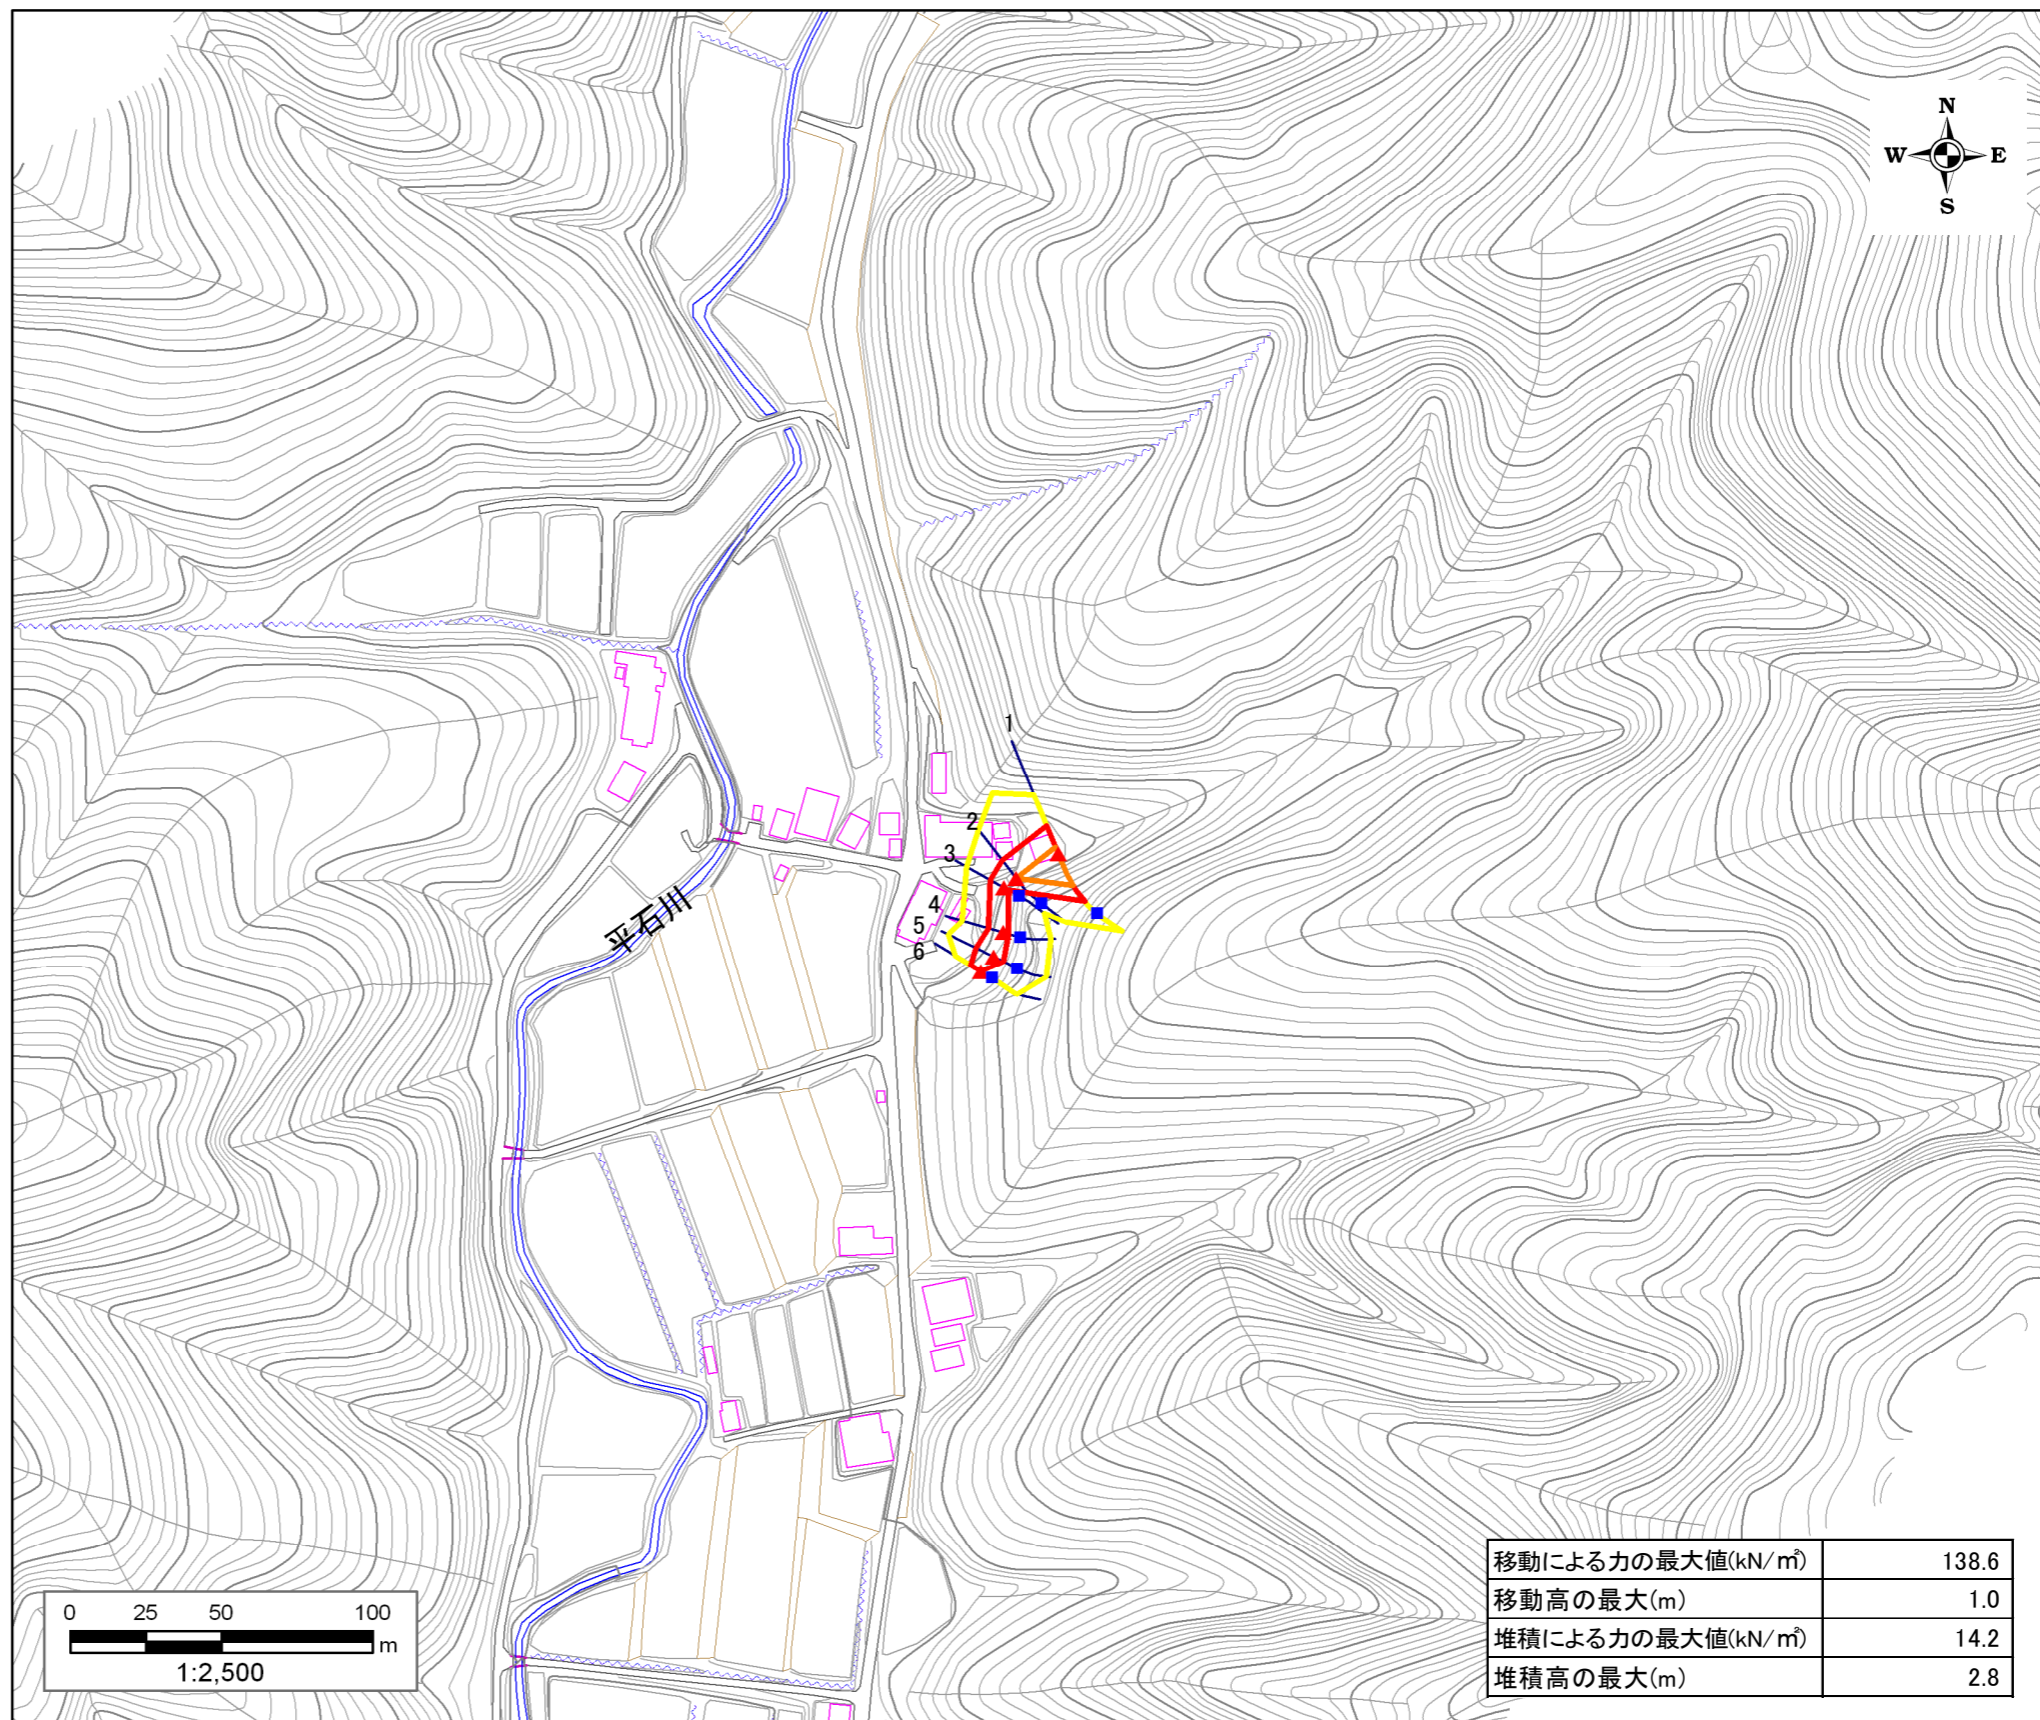 N
W E
S
1
2
3
4
5
6
平石川
0 25 50 100
m
1:2,500
移動による力の最大値(kN/㎡) 138.6
移動高の最大(m) 1.0
堆積による力の最大値(kN/㎡) 14.2
堆積高の最大(m) 2.8